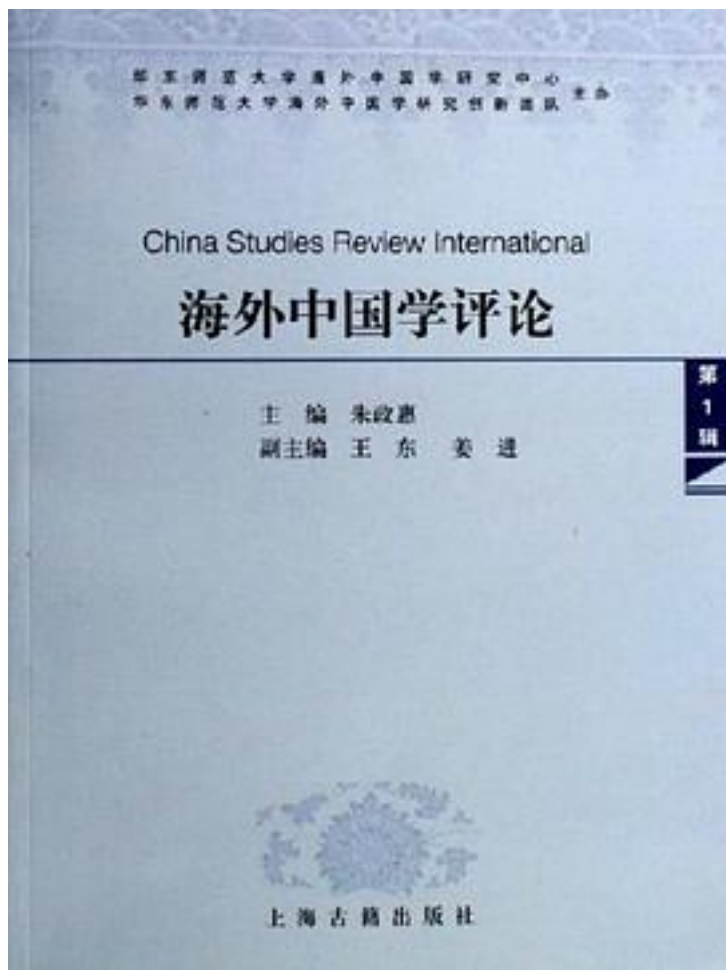 华东师范大学海外中国学研究中心
华东师范大学海外中国学研究创新团队 主办
China Studies Review International
海外中国学评论
第1辑
主 编 朱政惠
副主编 王 东 姜 进
上海古籍出版社